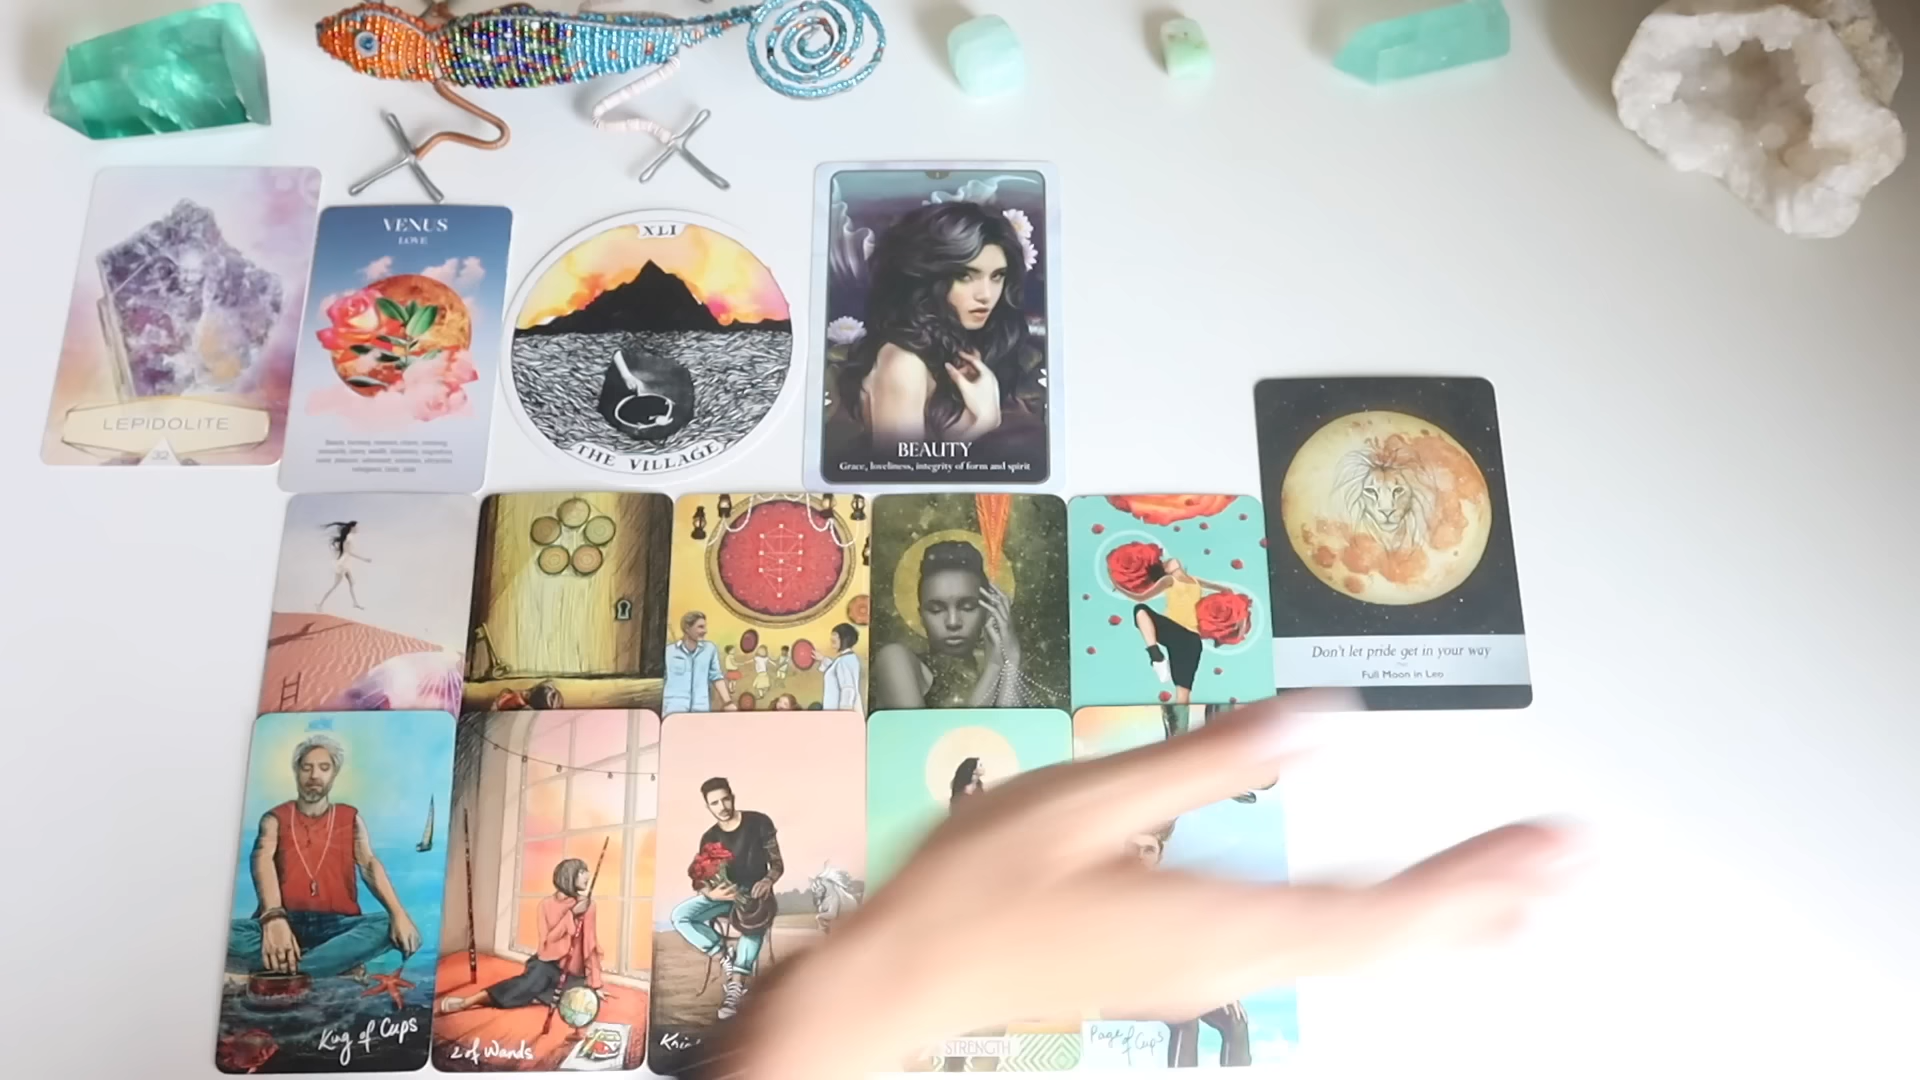 LEPIDOLITE
32
VENUS
LOVE
XLI
THE VILLAGE
BEAUTY
Grace, loveliness, integrity of form and spirit
Don't let pride get in your way
Full Moon in Leo
King of Cups
2 of Wands
STRENGTH
Page of Cups